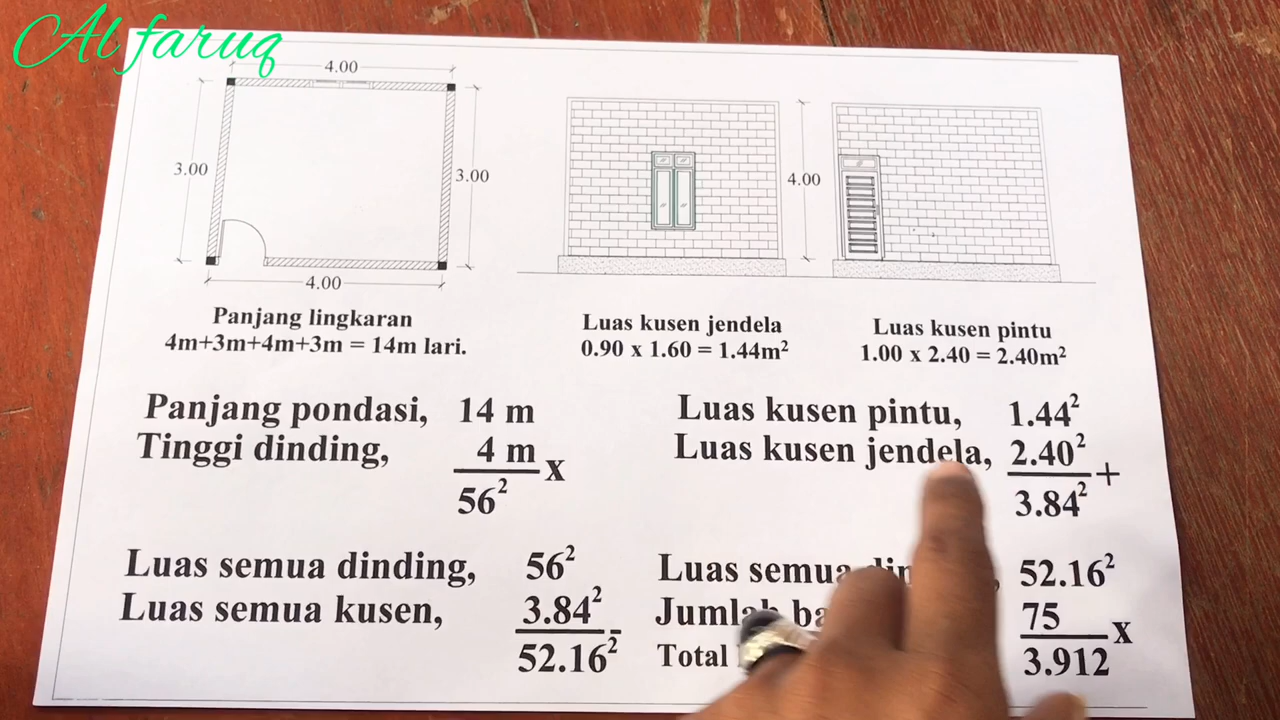 Al faruq
4.00
3.00
3.00
4.00
4.00
Panjang lingkaran
4m+3m+4m+3m = 14m lari.
Luas kusen jendela
0.90 x 1.60 = 1.44m²
Luas kusen pintu
1.00 x 2.40 = 2.40m²
Panjang pondasi, 14 m
Tinggi dinding, 4 m
x
56²
Luas kusen pintu, 1.44²
Luas kusen jendela, 2.40²
+
3.84²
Luas semua dinding, 56²
Luas semua kusen, 3.84²
-
52.16²
Luas semua 52.16²
Jumlah 75
x
Total 3.912